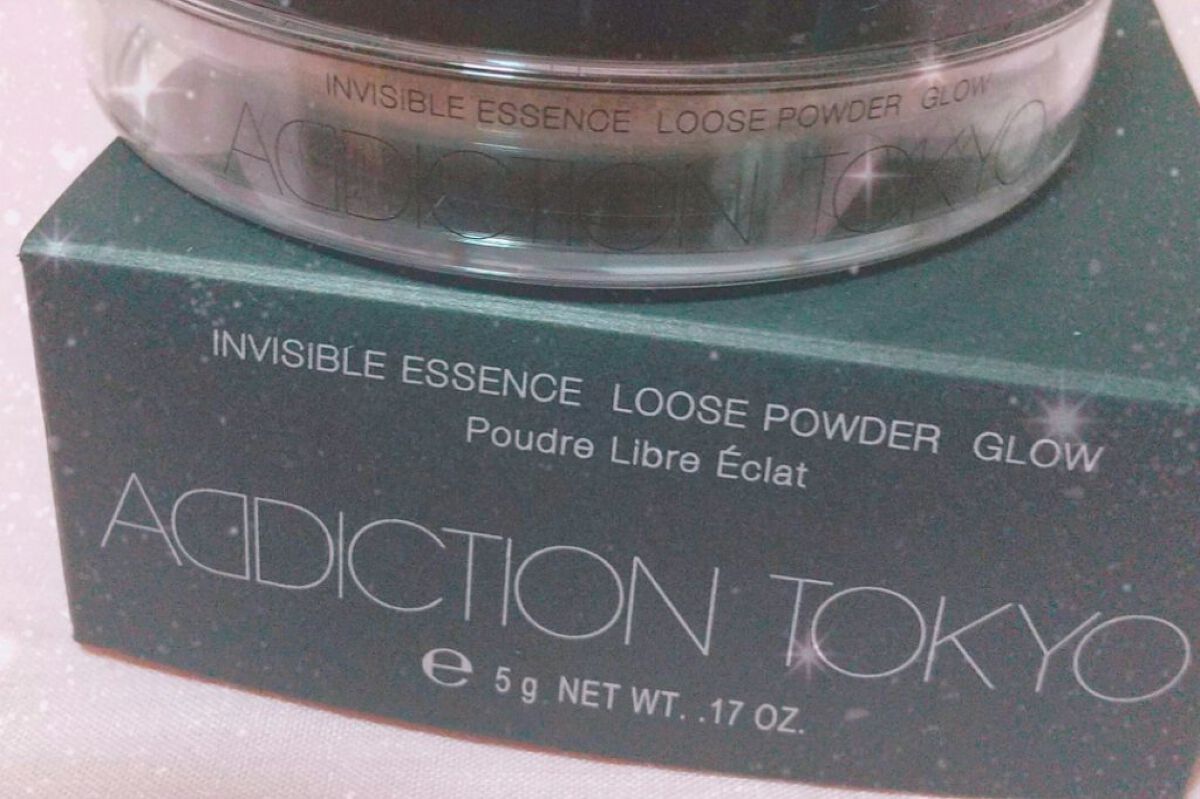 INVISIBLE ESSENCE LOOSE POWDER GLOW
ADDICTION TOKYO
INVISIBLE ESSENCE LOOSE POWDER GLOW
Poudre Libre Éclat
ADDICTION TOKYO
℮ 5 g NET WT. .17 OZ.